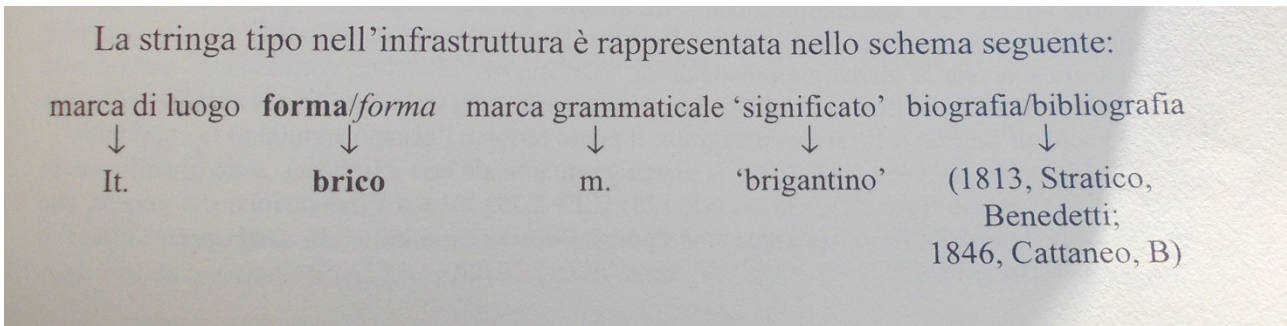 La stringa tipo nell'infrastruttura è rappresentata nello schema seguente:
marca di luogo forma/forma marca grammaticale ‘significato’ biografia/bibliografia
↓ ↓ ↓ ↓ ↓
It. brico m. ‘brigantino’ (1813, Stratico,
Benedetti;
1846, Cattaneo, B)